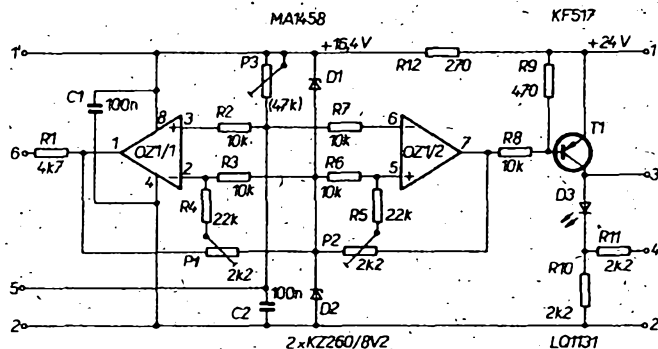 MA1458 KF517
1' +16,4V +24V 1
P3 D1 R12 270 R9
470
C1 100n (47k) T1
8 3 R2 R7 6
10k 10k
R1 1 + OZ1/1 - OZ1/2 7 R8
6 4k7 10k 3
4 2 R3 R6 5 +
10k 10k D3
R4 22k R5 22k
R11
P1 2k2 P2 2k2 2k2 4
R10
5 100n 2k2
C2 D2
2 2
2xKZ260/8V2 LQ1131